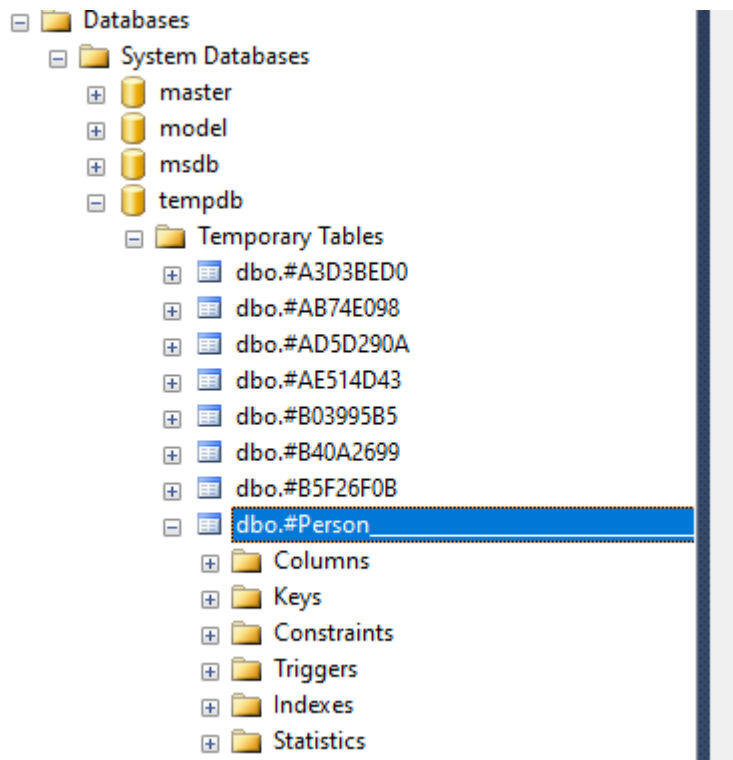 Databases
System Databases
master
model
msdb
tempdb
Temporary Tables
dbo.#A3D3BED0
dbo.#AB74E098
dbo.#AD5D290A
dbo.#AE514D43
dbo.#B03995B5
dbo.#B40A2699
dbo.#B5F26F0B
dbo.#Person______________________________
Columns
Keys
Constraints
Triggers
Indexes
Statistics